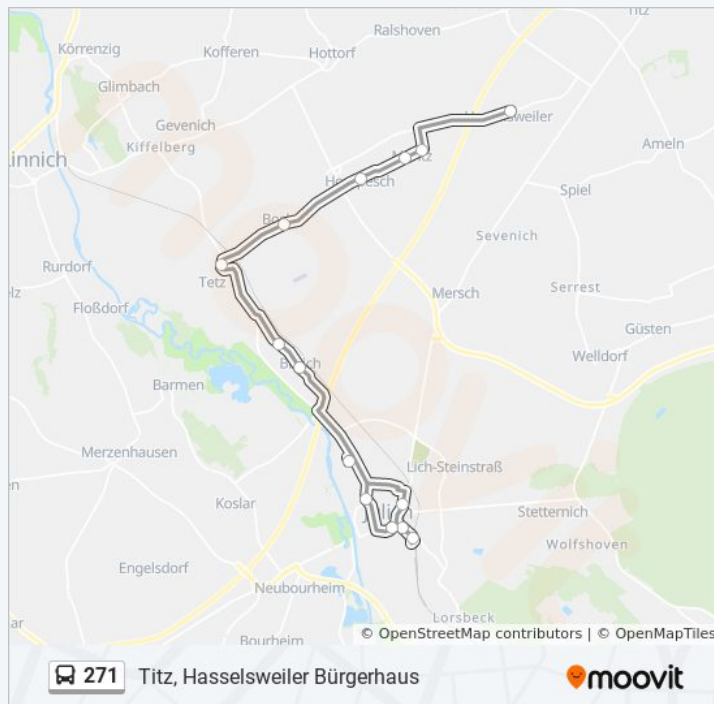 Ralshoven
Titz
Körrenzig
Kofferen
Hottorf
Glimbach
Gevenich
Kiffelberg
Ameln
Spiel
Sevenich
Rurdorf
Tetz
Floßdorf
Mersch
Serrest
Güsten
Welldorf
Barmen
Merzenhausen
Lich-Steinstraß
Koslar
Stetternich
Wolfshoven
Engelsdorf
Neubourheim
Lorsbeck
Bourheim
© OpenStreetMap contributors | © OpenMapTiles
271 Titz, Hasselsweiler Bürgerhaus
moovit